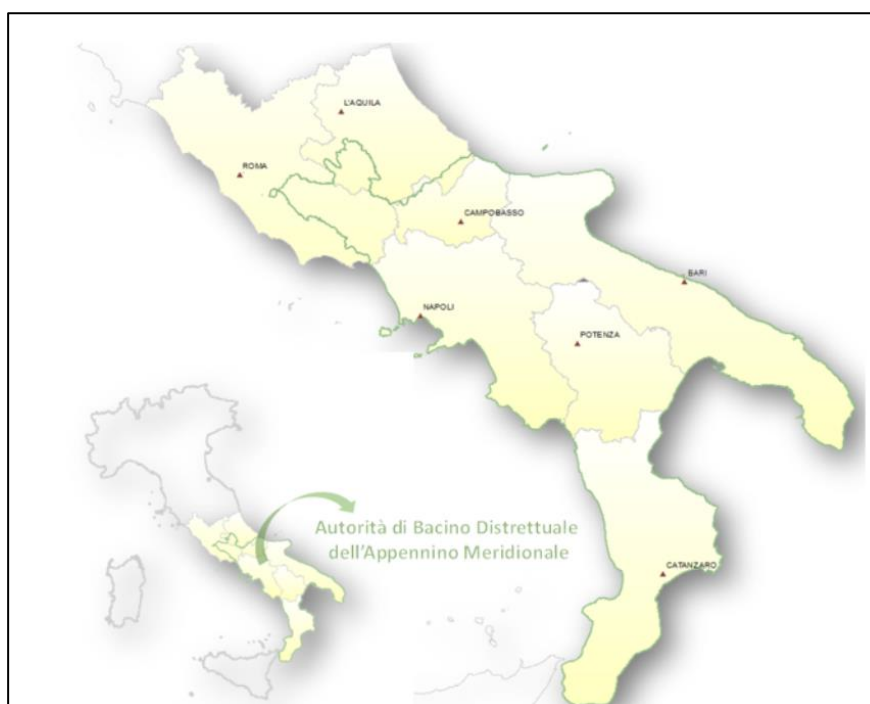 L'AQUILA
ROMA
CAMPOBASSO
BARI
NAPOLI
POTENZA
Autorità di Bacino Distrettuale
dell'Appennino Meridionale
CATANZARO